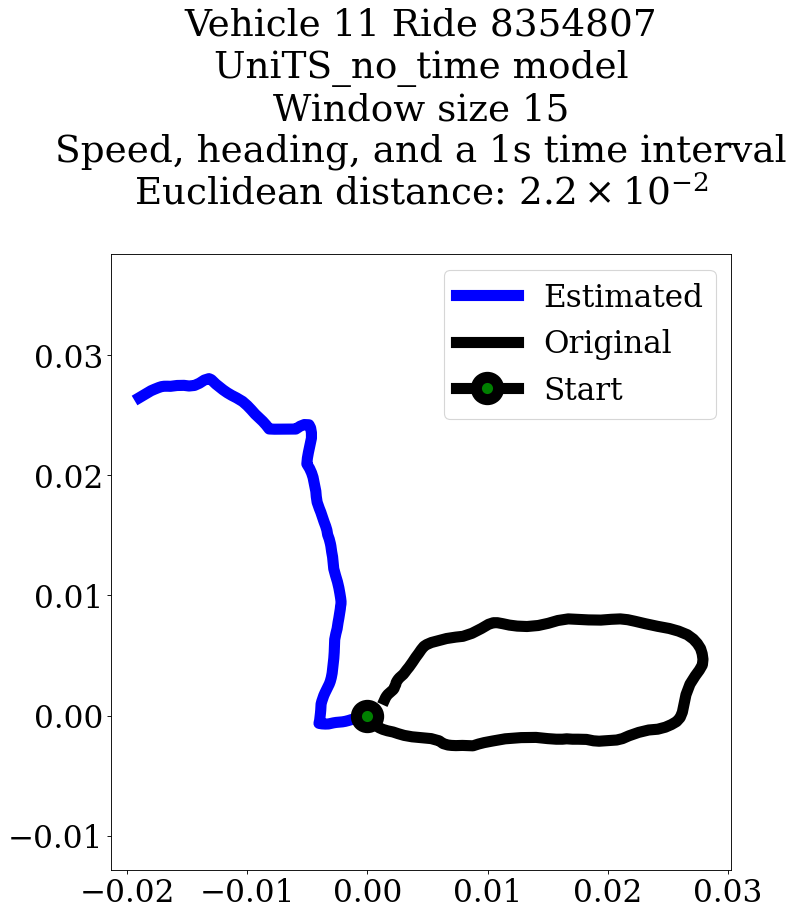 Vehicle 11 Ride 8354807
UniTS_no_time model
Window size 15
Speed, heading, and a 1s time interval
Euclidean distance: 2.2 × 10⁻²
Estimated
Original
Start
0.03
0.02
0.01
0.00
−0.01
−0.02 −0.01 0.00 0.01 0.02 0.03